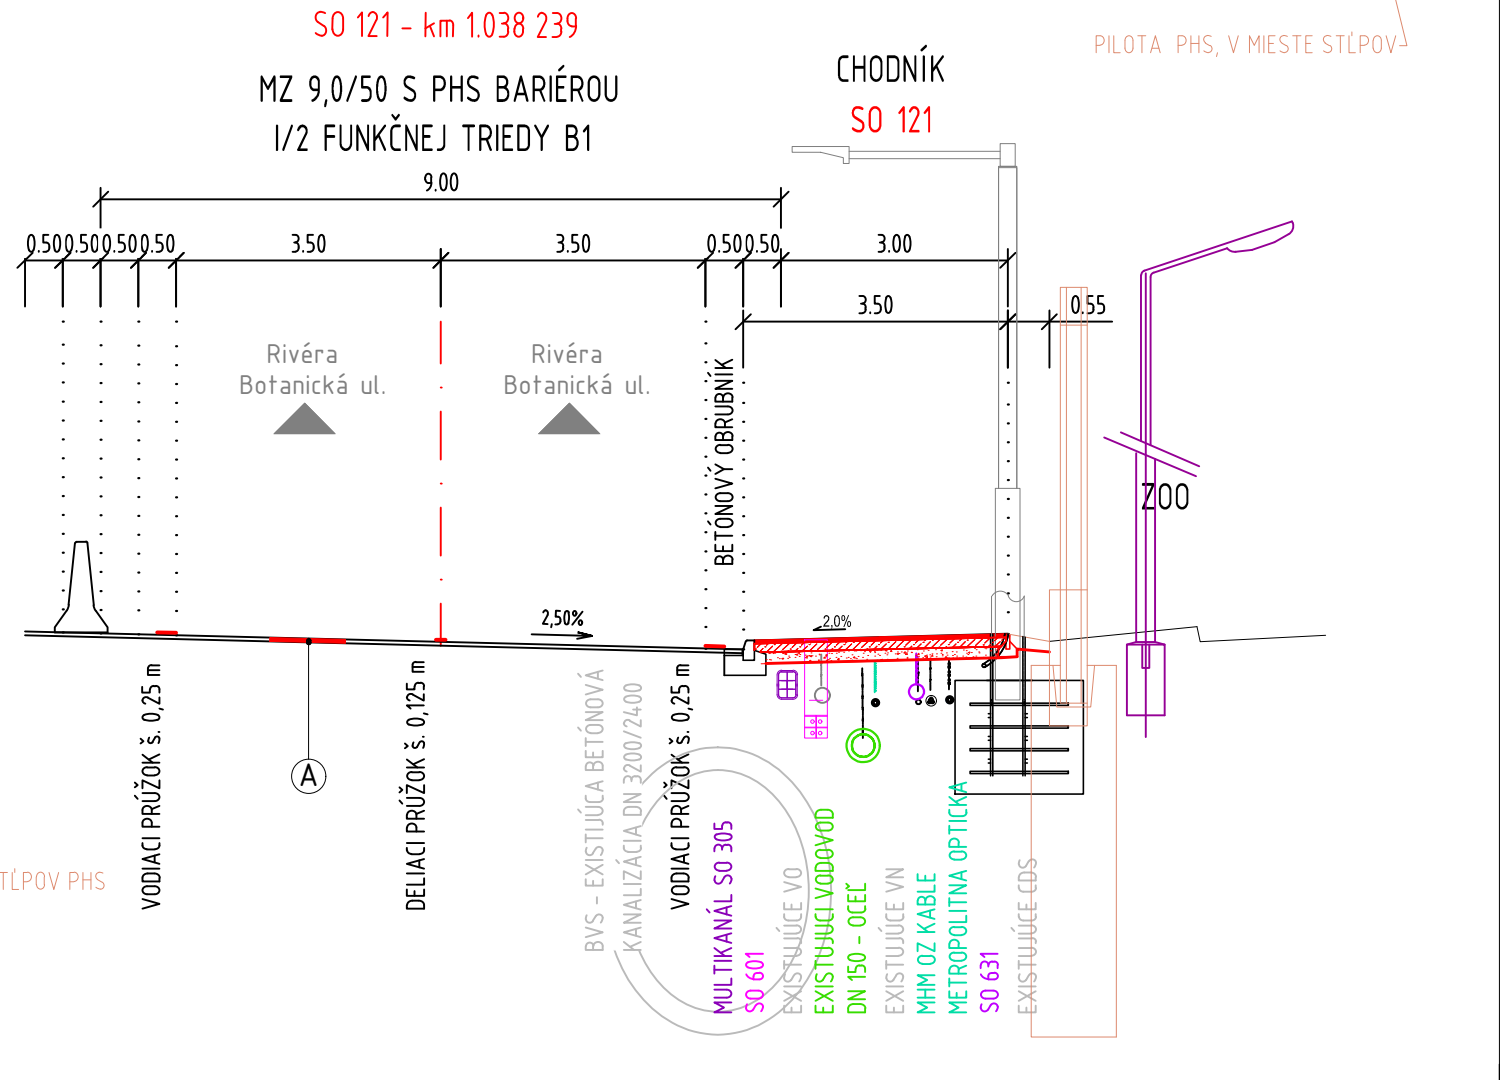 SO 121 - km 1.038 239
PILOTA PHS, V MIESTE STĹPOV
MZ 9,0/50 S PHS BARIÉROU
I/2 FUNKČNEJ TRIEDY B1
CHODNÍK
SO 121
9.00
0.50 0.50 0.50 0.50 3.50 3.50 0.50 0.50 3.00
3.50 0.55
Rivéra
Botanická ul.
Rivéra
Botanická ul.
BETÓNOVÝ OBRUBNÍK
ZOO
2,50%
2,0%
A
VODIACI PRÚŽOK š. 0,25 m
DELIACI PRÚŽOK š. 0,125 m
BVS - EXISTIJÚCA BETÓNOVÁ
KANALIZÁCIA DN 3200/2400
VODIACI PRÚŽOK š. 0,25 m
MULTIKANÁL SO 305
SO 601
EXISTUJÚCE VO
EXISTUJUCI VODOVOD
DN 150 - OCEĽ
EXISTUJÚCE VN
MHM OZ KABLE
METROPOLITNA OPTICKA
SO 631
EXISTUJÚCE CDS
TĹPOV PHS